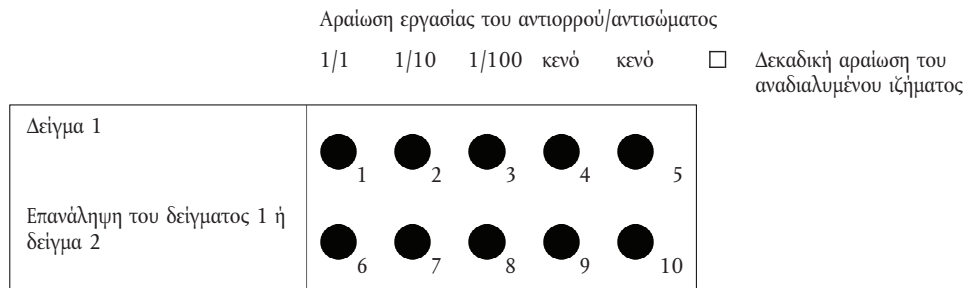 Αραίωση εργασίας του αντιορρού/αντισώματος
1/1 1/10 1/100 κενό κενό □ Δεκαδική αραίωση του
αναδιαλυμένου ιζήματος
Δείγμα 1
1 2 3 4 5
Επανάληψη του δείγματος 1 ή
δείγμα 2
6 7 8 9 10